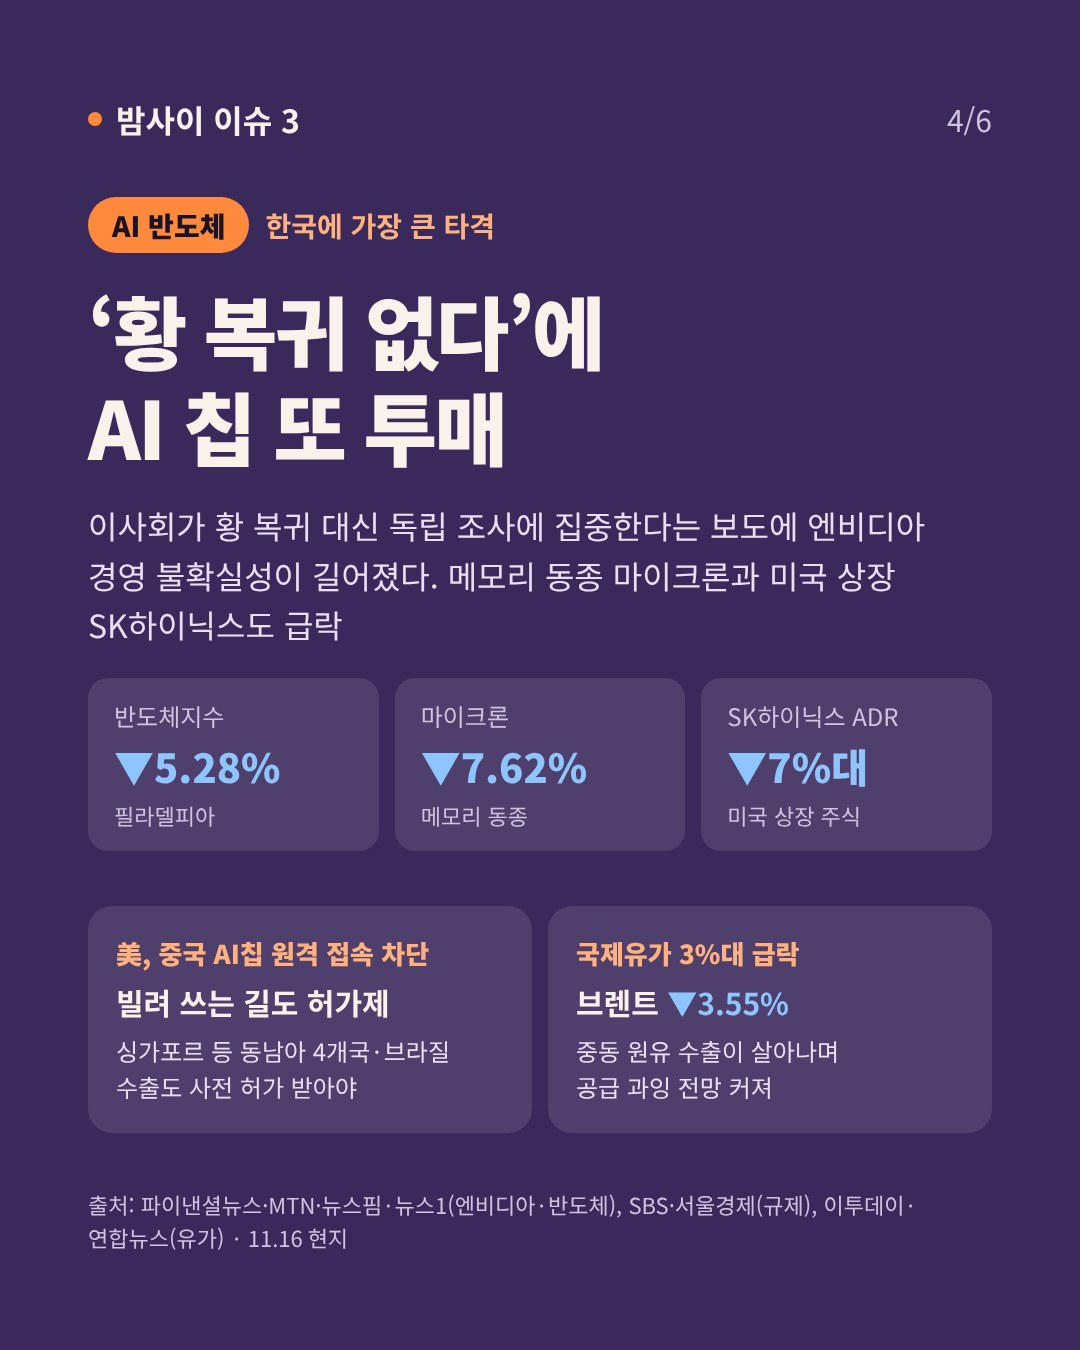 밤사이 이슈 3
4/6
AI 반도체
한국에 가장 큰 타격
‘황 복귀 없다’에
AI 칩 또 투매
이사회가 황 복귀 대신 독립 조사에 집중한다는 보도에 엔비디아
경영 불확실성이 길어졌다. 메모리 동종 마이크론과 미국 상장
SK하이닉스도 급락
반도체지수
▼5.28%
필라델피아
마이크론
▼7.62%
메모리 동종
SK하이닉스 ADR
▼7%대
미국 상장 주식
美, 중국 AI칩 원격 접속 차단
빌려 쓰는 길도 허가제
싱가포르 등 동남아 4개국·브라질
수출도 사전 허가 받아야
국제유가 3%대 급락
브렌트 ▼3.55%
중동 원유 수출이 살아나며
공급 과잉 전망 커져
출처: 파이낸셜뉴스·MTN·뉴스핌·뉴스1(엔비디아·반도체), SBS·서울경제(규제), 이투데이·
연합뉴스(유가) · 11.16 현지